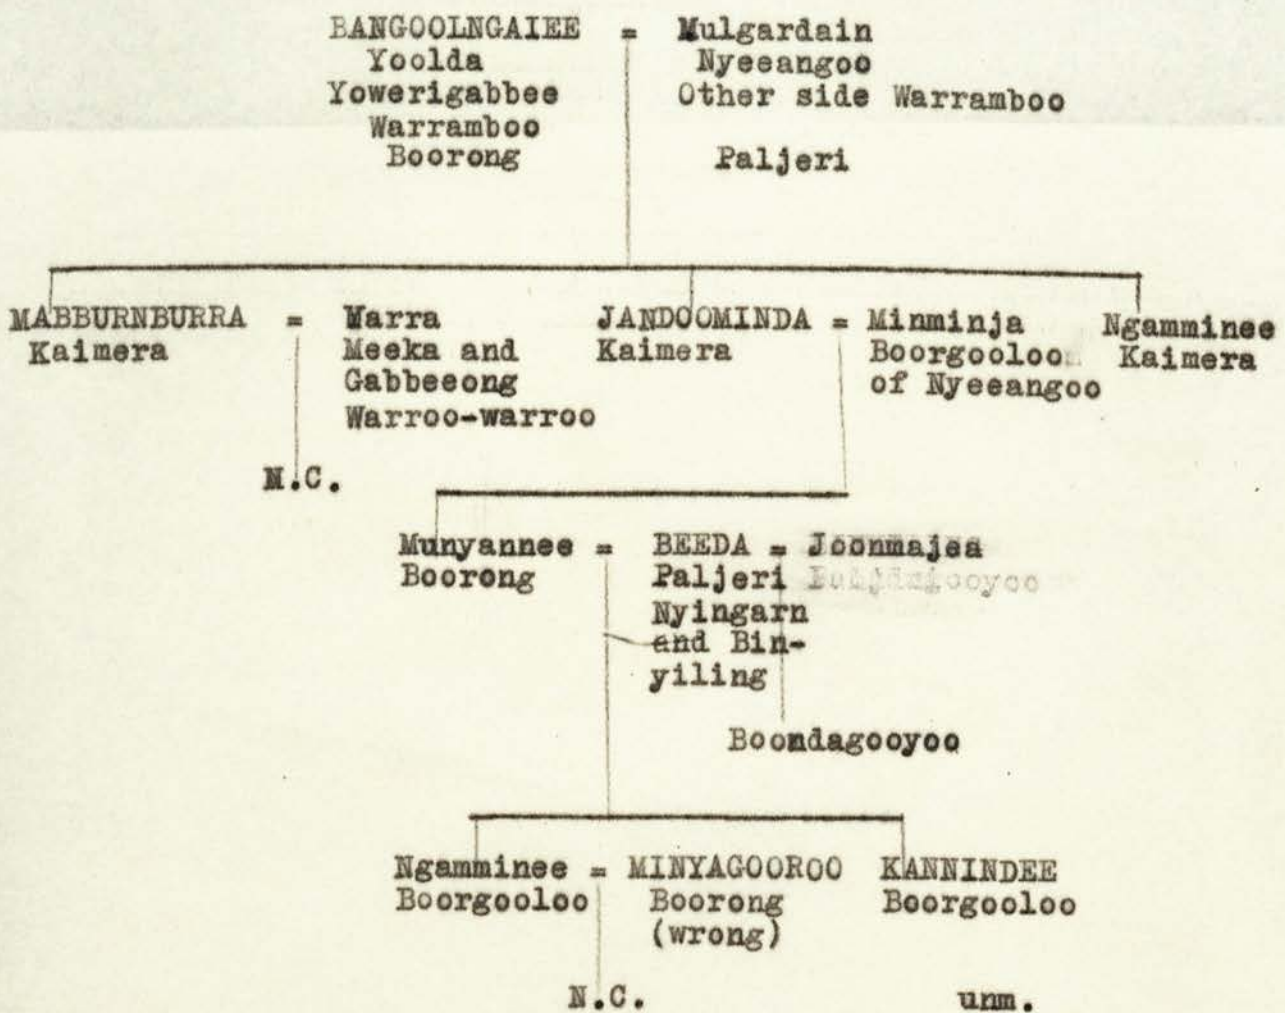 BANGOOLNGAIEE = Mulgardain
Yoolda Nyeeangoo
Yowerigabbee Other side Warramboo
Warramboo
Boorong Paljeri
MABBURNBURRA = Warra JANDOOMINDA = Minminja Ngamminee
Kaimera Meeka and Kaimera Boorgooloo Kaimera
Gabbeeong of Nyeeangoo
Warroo-warroo
N.C.
Munyannee = BEEDA = Joonmajea
Boorong Paljeri
Nyingarn
and Bin-
yiling
Boondagooyoo
Ngamminee = MINYAGOOROO KANNINDEE
Boorgooloo Boorong Boorgooloo
(wrong)
N.C. unm.